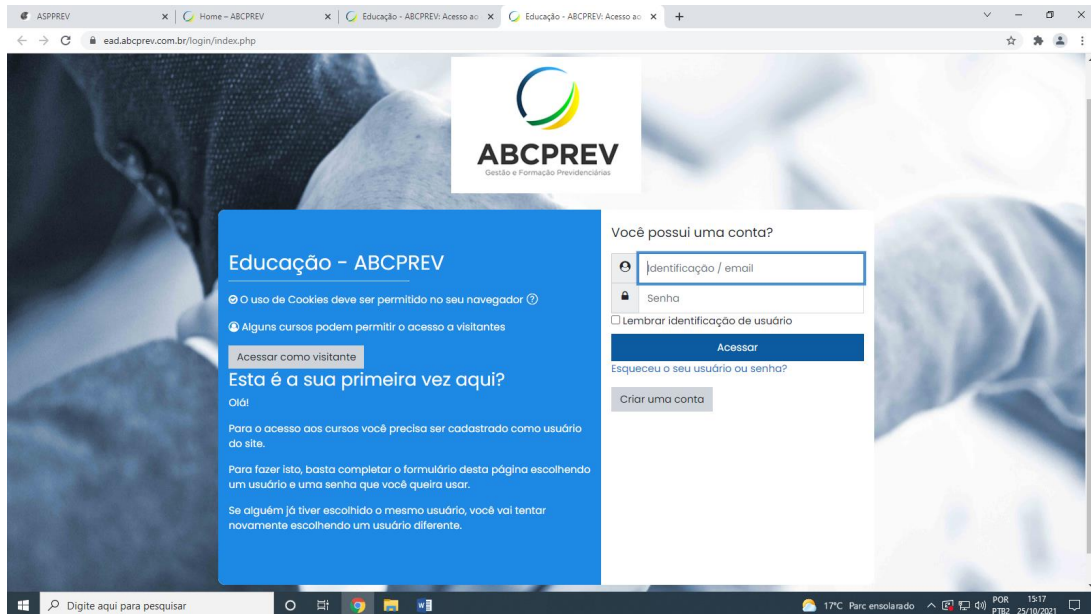 ASPPREV
Home – ABCPREV
Educação - ABCPREV: Acesso ao
Educação - ABCPREV: Acesso ao
ead.abcprev.com.br/login/index.php
ABCPREV
Gestão e Formação Previdenciárias
Educação - ABCPREV
O uso de Cookies deve ser permitido no seu navegador
Alguns cursos podem permitir o acesso a visitantes
Acessar como visitante
Esta é a sua primeira vez aqui?
Olá!
Para o acesso aos cursos você precisa ser cadastrado como usuário
do site.
Para fazer isto, basta completar o formulário desta página escolhendo
um usuário e uma senha que você queira usar.
Se alguém já tiver escolhido o mesmo usuário, você vai tentar
novamente escolhendo um usuário diferente.
Você possui uma conta?
Identificação / email
Senha
Lembrar identificação de usuário
Acessar
Esqueceu o seu usuário ou senha?
Criar uma conta
Digite aqui para pesquisar
17°C Parc ensolarado
POR
PTB2
15:17
25/10/2021